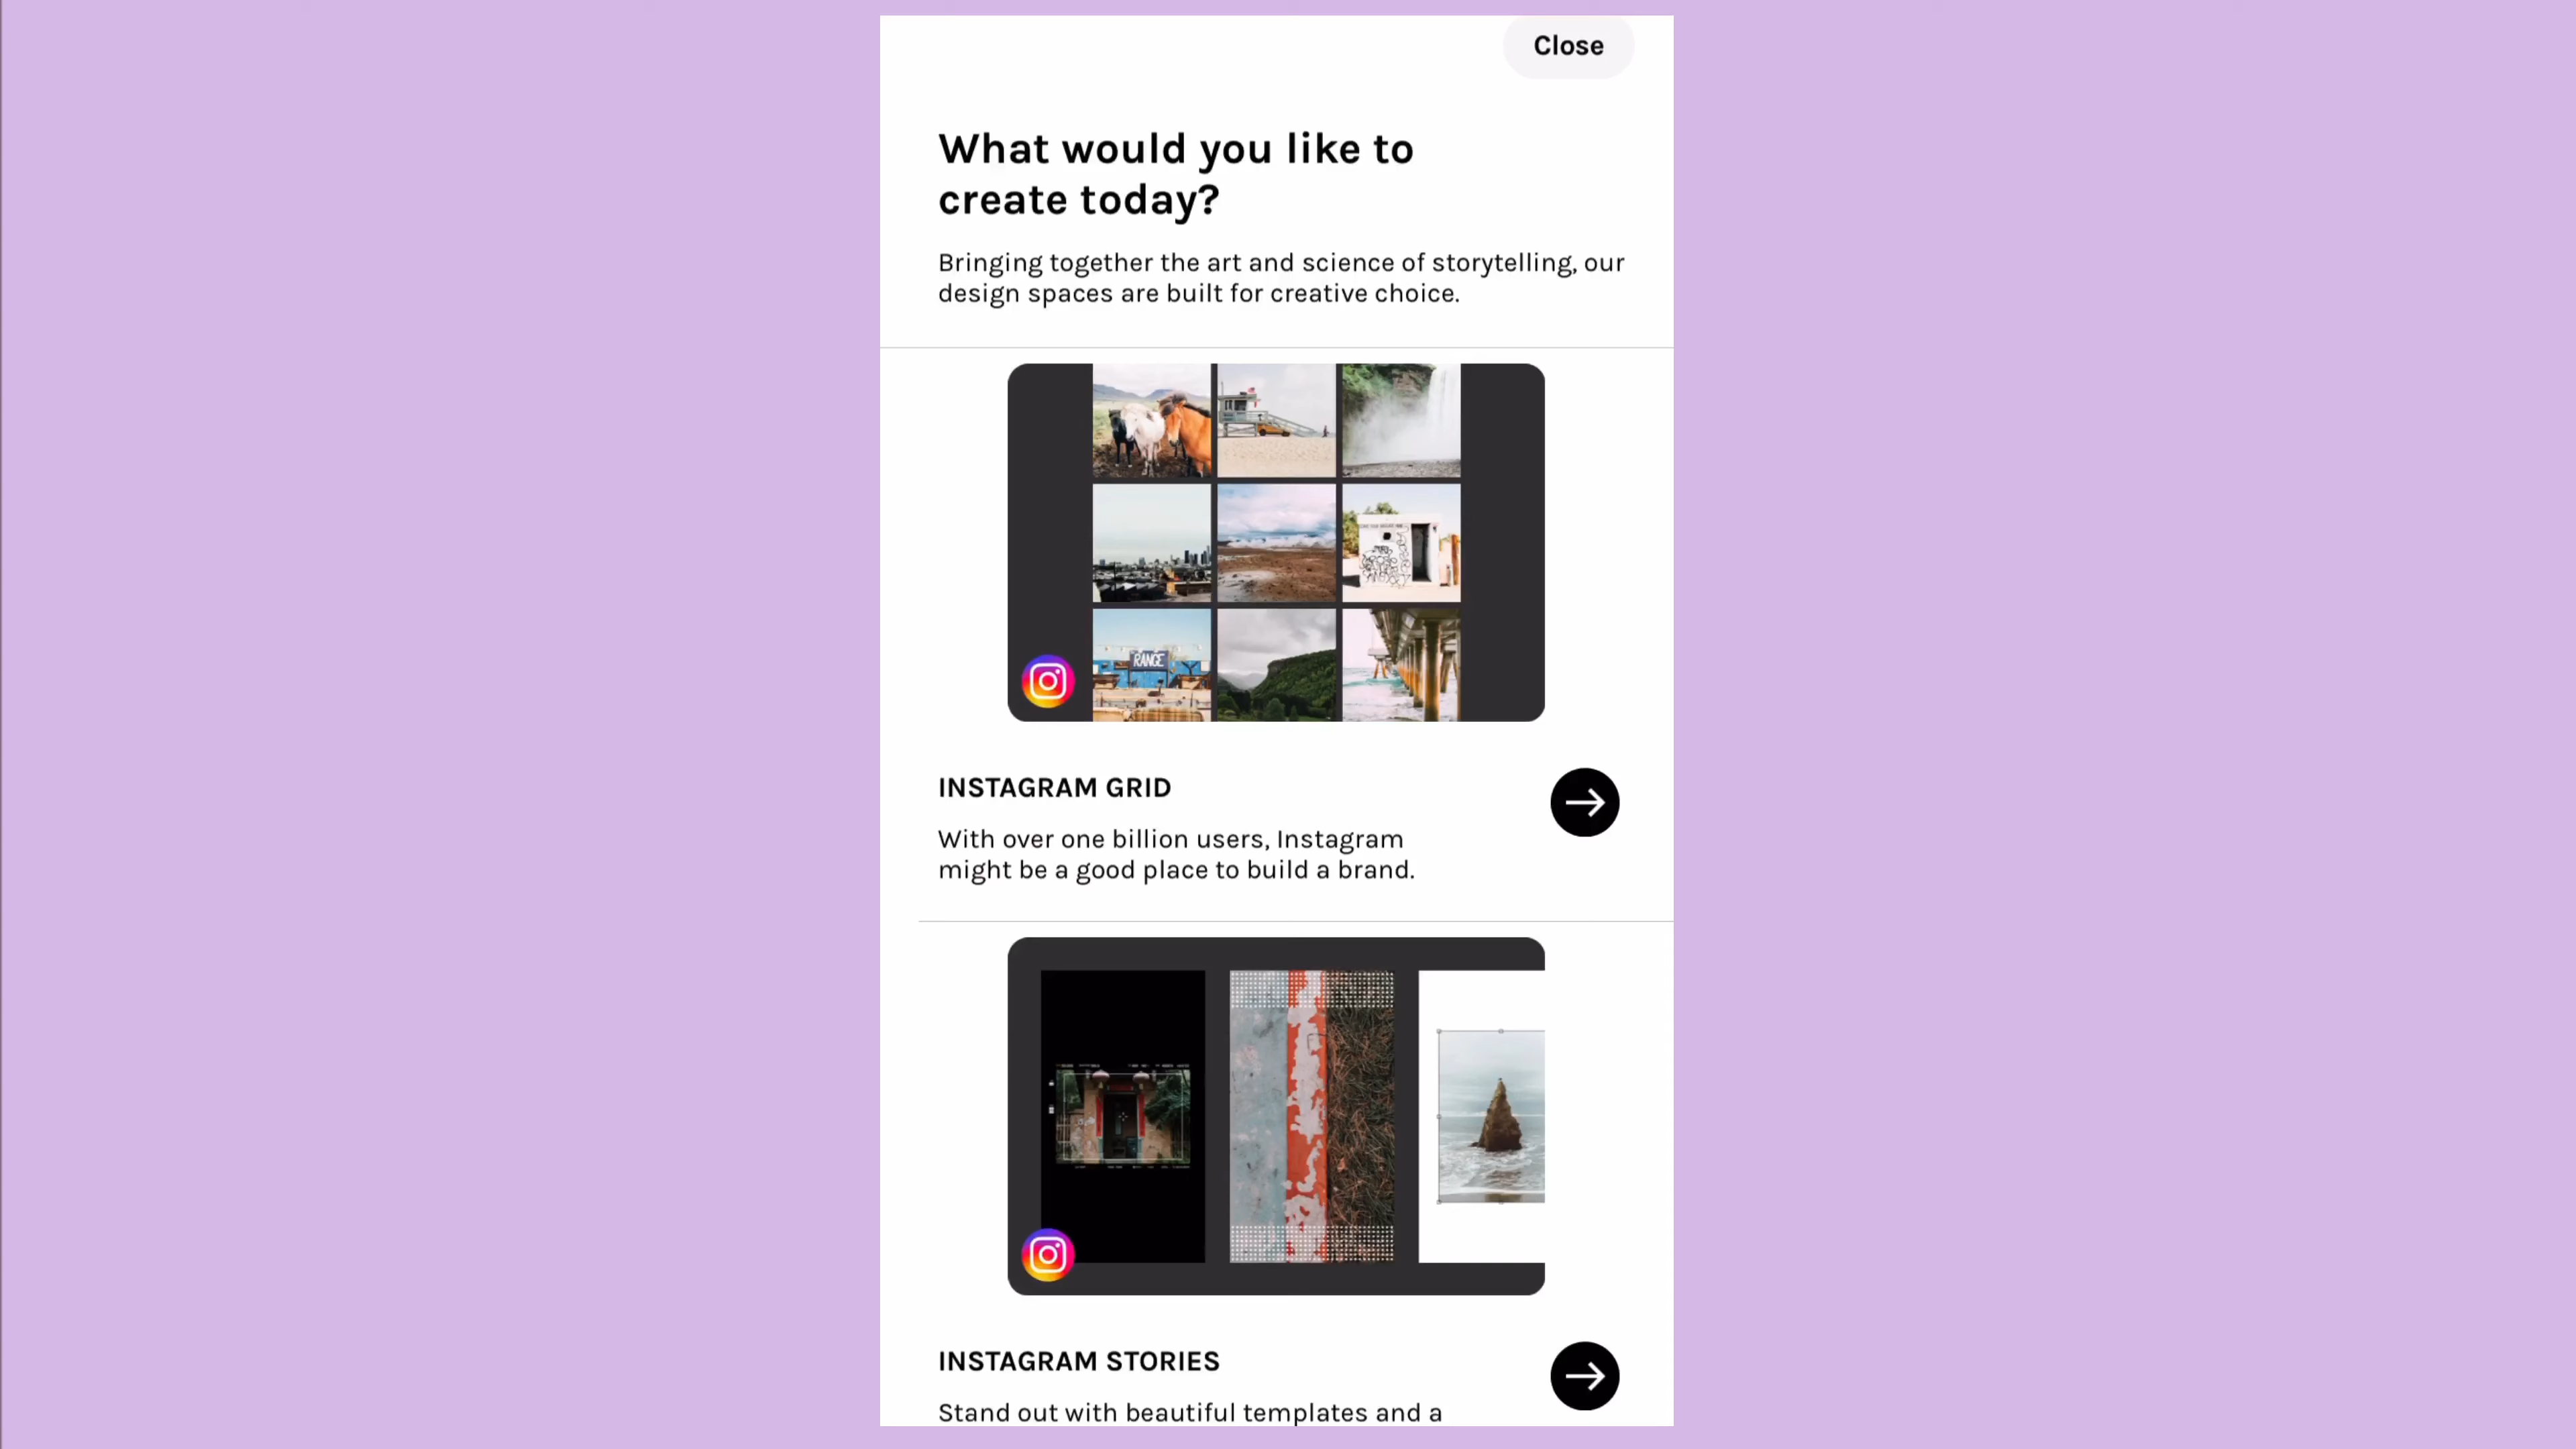 Close
What would you like to
create today?
Bringing together the art and science of storytelling, our
design spaces are built for creative choice.
RANGE
INSTAGRAM GRID
With over one billion users, Instagram
might be a good place to build a brand.
INSTAGRAM STORIES
Stand out with beautiful templates and a